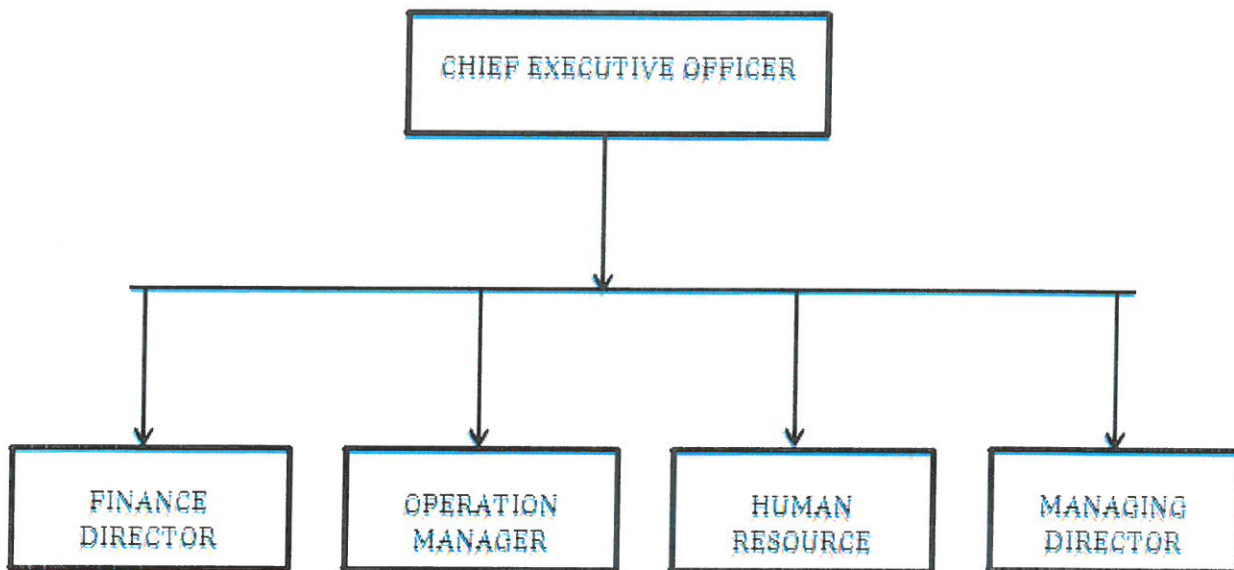 CHIEF EXECUTIVE OFFICER
FINANCE
DIRECTOR
OPERATION
MANAGER
HUMAN
RESOURCE
MANAGING
DIRECTOR